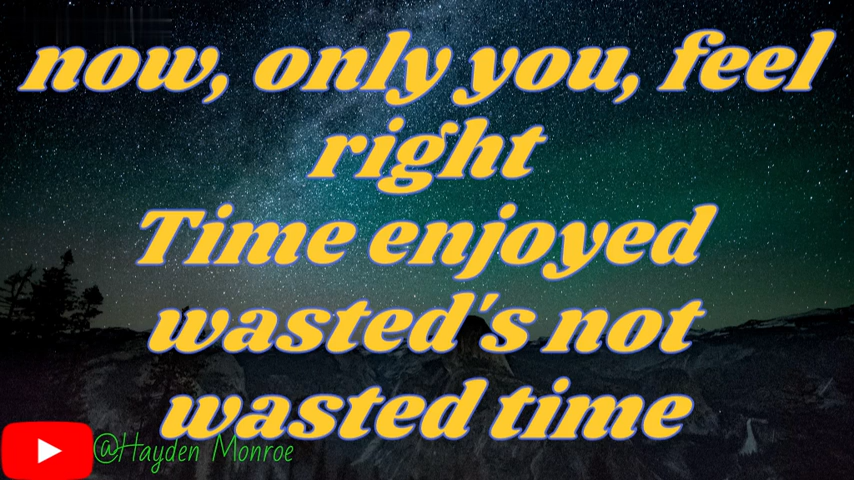 now, only you, feel
right
Time enjoyed
wasted's not
wasted time
@Hayden Monroe